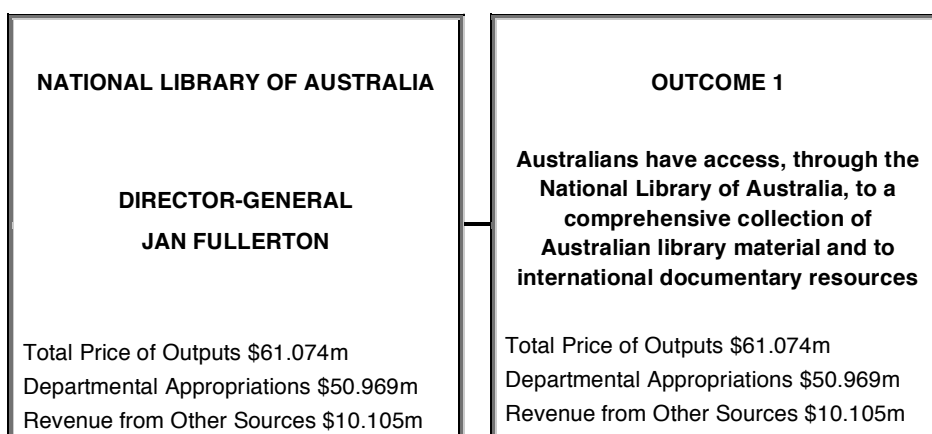 NATIONAL LIBRARY OF AUSTRALIA
DIRECTOR-GENERAL
JAN FULLERTON
Total Price of Outputs $61.074m
Departmental Appropriations $50.969m
Revenue from Other Sources $10.105m
OUTCOME 1
Australians have access, through the
National Library of Australia, to a
comprehensive collection of
Australian library material and to
international documentary resources
Total Price of Outputs $61.074m
Departmental Appropriations $50.969m
Revenue from Other Sources $10.105m